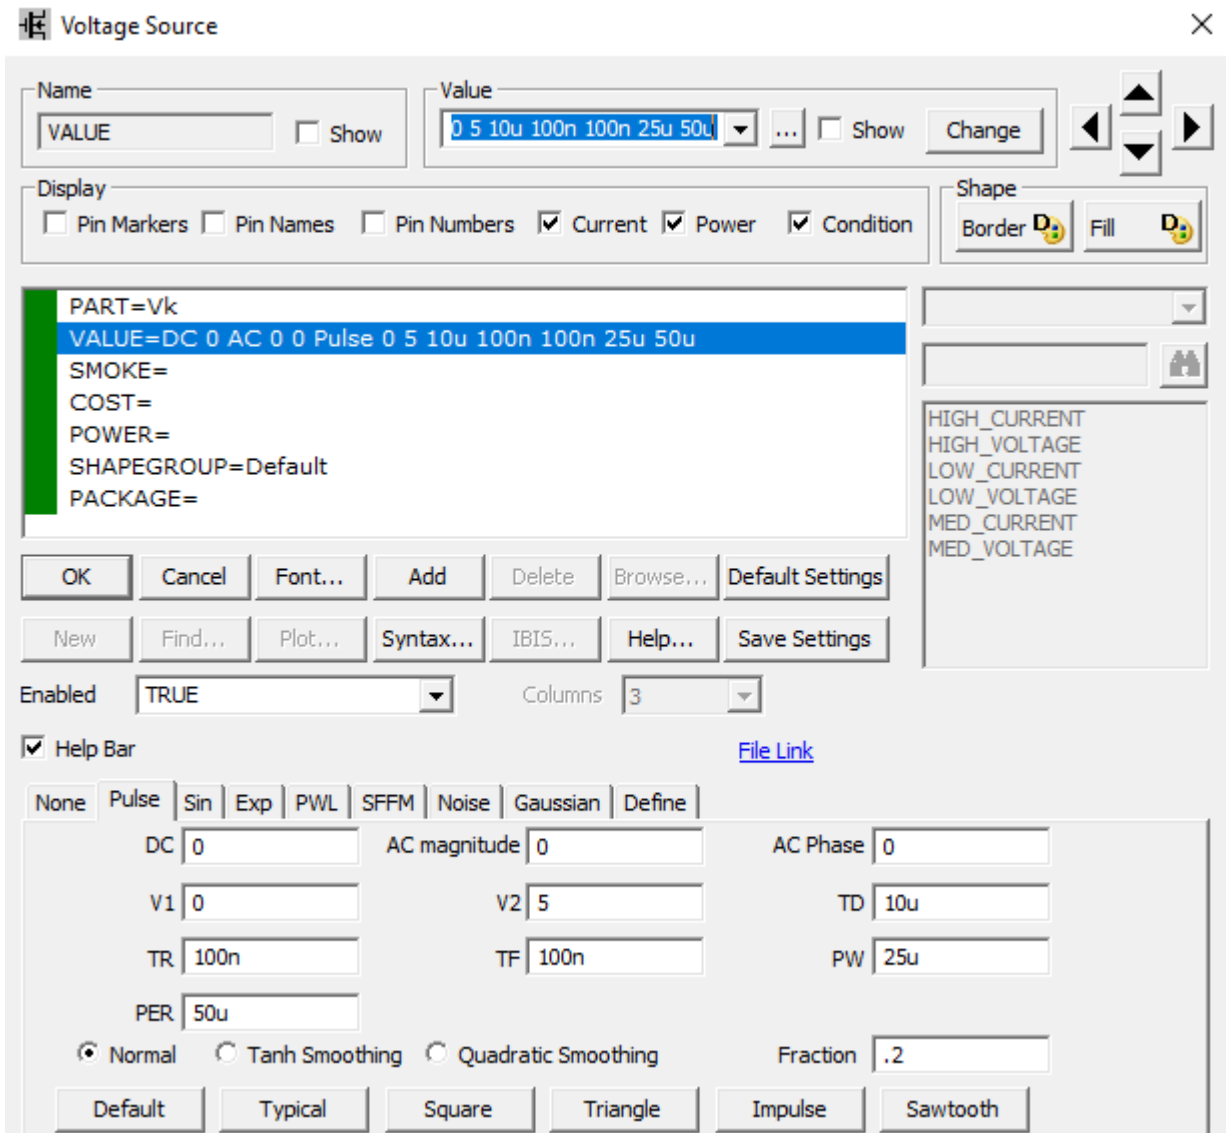 Voltage Source
Name
Value
VALUE
Show
0 5 10u 100n 100n 25u 50u
...
Show
Change
Display
Pin Markers Pin Names Pin Numbers Current Power Condition
Shape
Border
Fill
PART=Vk
VALUE=DC 0 AC 0 0 Pulse 0 5 10u 100n 100n 25u 50u
SMOKE=
COST=
POWER=
SHAPEGROUP=Default
PACKAGE=
HIGH_CURRENT
HIGH_VOLTAGE
LOW_CURRENT
LOW_VOLTAGE
MED_CURRENT
MED_VOLTAGE
OK Cancel Font... Add Delete Browse... Default Settings
New Find... Plot... Syntax... IBIS... Help... Save Settings
Enabled TRUE Columns 3
Help Bar File Link
None Pulse Sin Exp PWL SFFM Noise Gaussian Define
DC 0 AC magnitude 0 AC Phase 0
V1 0 V2 5 TD 10u
TR 100n TF 100n PW 25u
PER 50u
Normal Tanh Smoothing Quadratic Smoothing Fraction .2
Default Typical Square Triangle Impulse Sawtooth